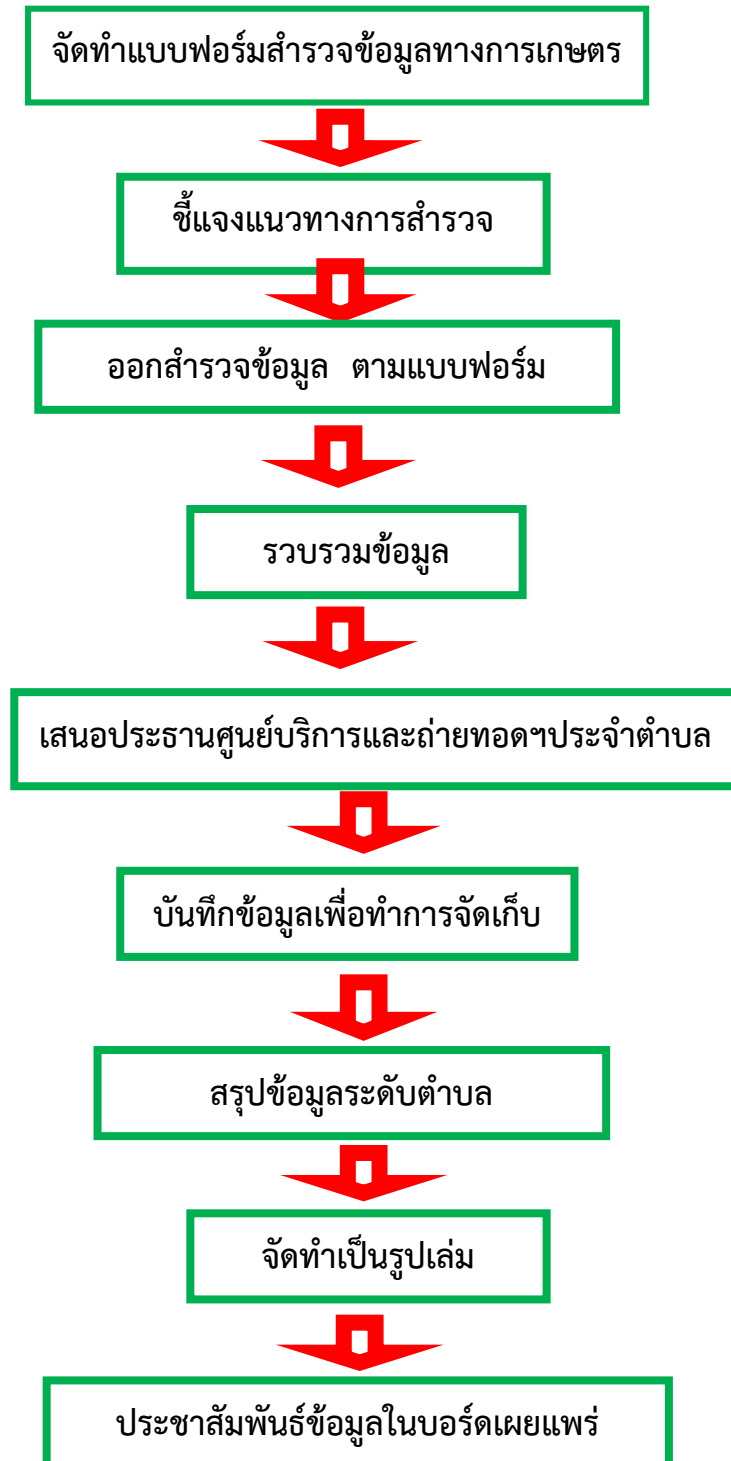 จัดทำแบบฟอร์มสำรวจข้อมูลทางการเกษตร
ชี้แจงแนวทางการสำรวจ
ออกสำรวจข้อมูล ตามแบบฟอร์ม
รวบรวมข้อมูล
เสนอประธานศูนย์บริการและถ่ายทอดฯประจำตำบล
บันทึกข้อมูลเพื่อทำการจัดเก็บ
สรุปข้อมูลระดับตำบล
จัดทำเป็นรูปเล่ม
ประชาสัมพันธ์ข้อมูลในบอร์ดเผยแพร่